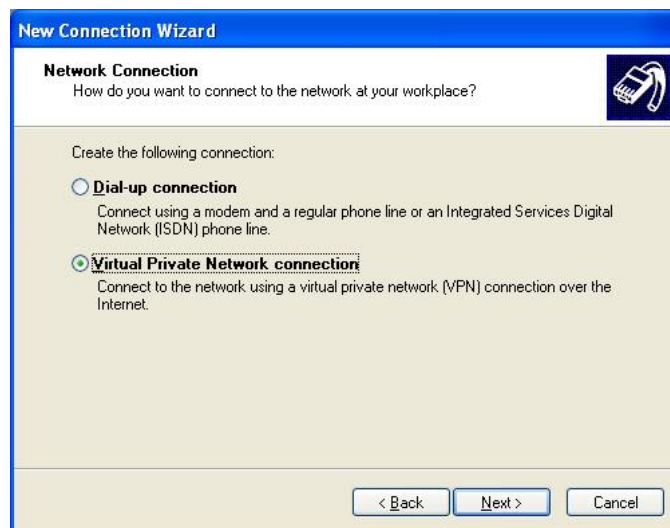 New Connection Wizard
Network Connection
How do you want to connect to the network at your workplace?
Create the following connection:
Dial-up connection
Connect using a modem and a regular phone line or an Integrated Services Digital
Network (ISDN) phone line.
Virtual Private Network connection
Connect to the network using a virtual private network (VPN) connection over the
Internet.
< Back Next > Cancel